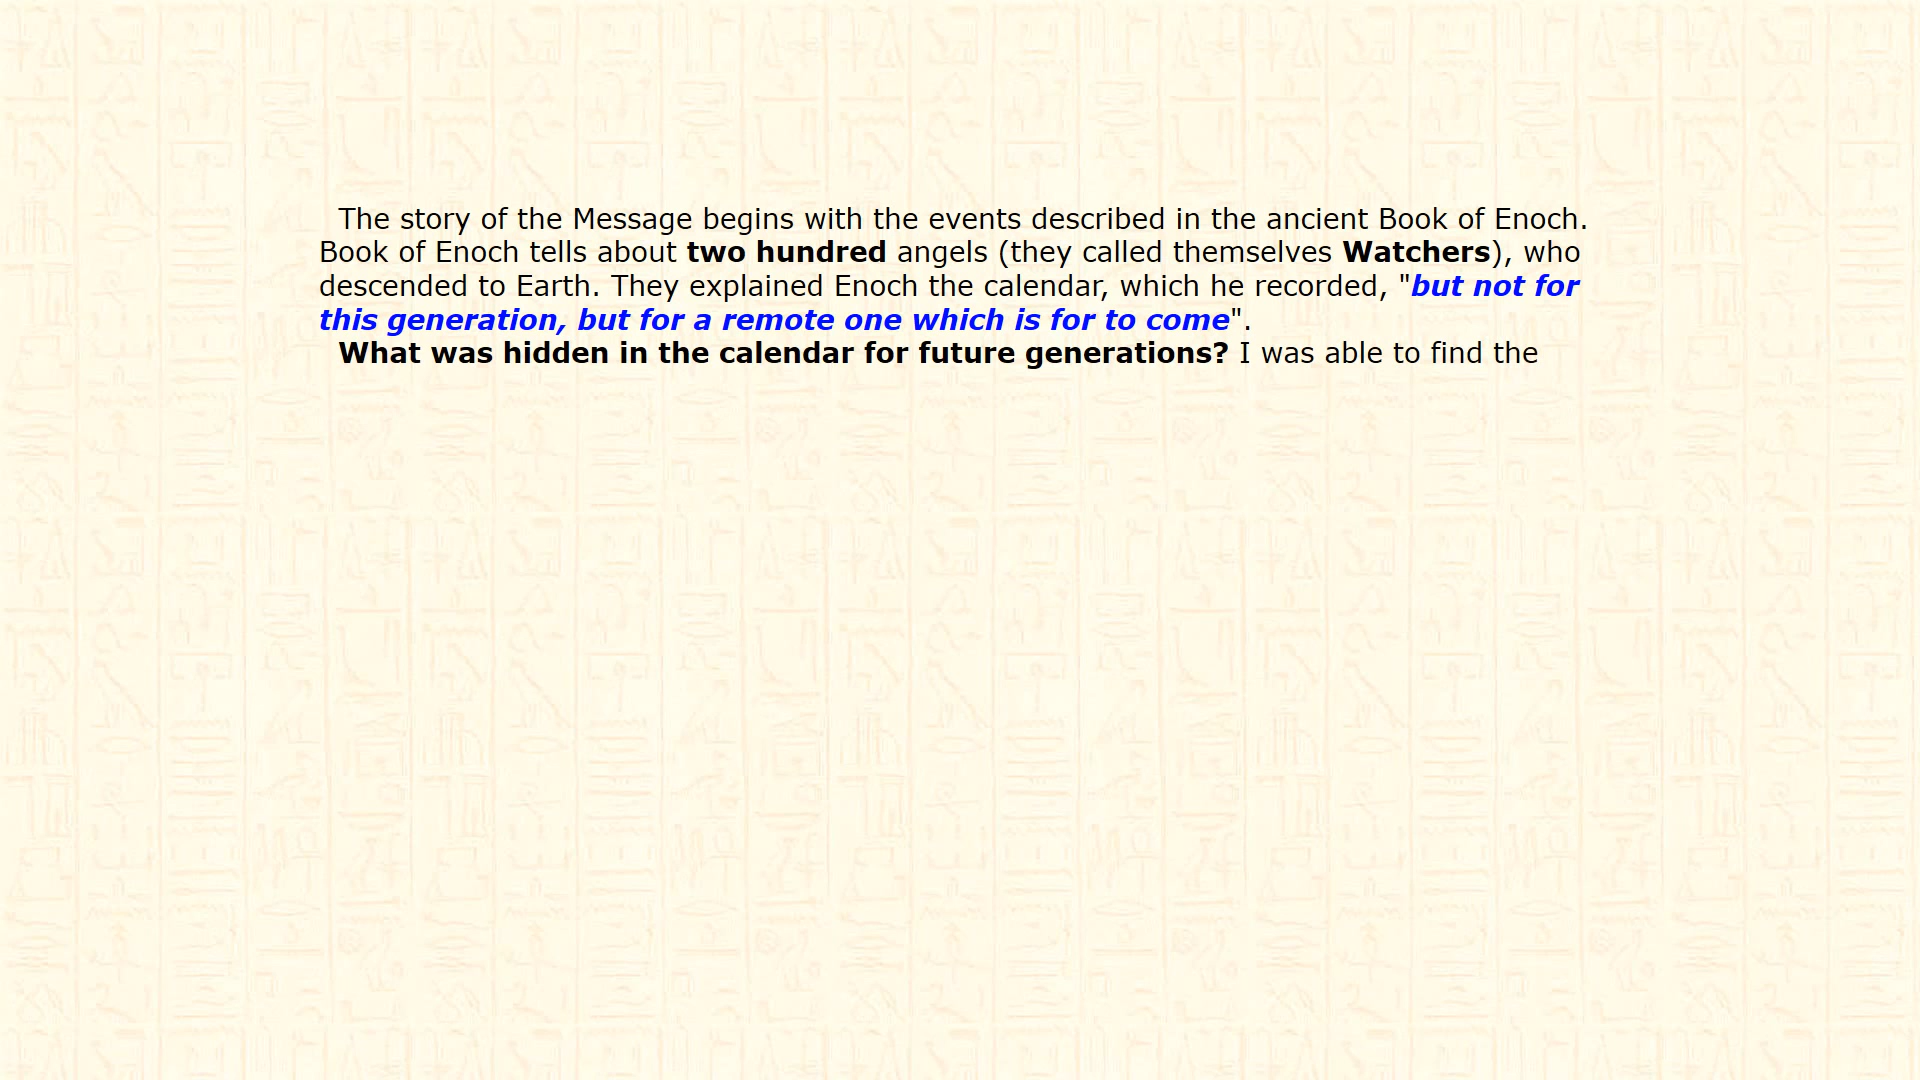 The story of the Message begins with the events described in the ancient Book of Enoch.
Book of Enoch tells about two hundred angels (they called themselves Watchers), who
descended to Earth. They explained Enoch the calendar, which he recorded, "but not for
this generation, but for a remote one which is for to come".
What was hidden in the calendar for future generations? I was able to find the